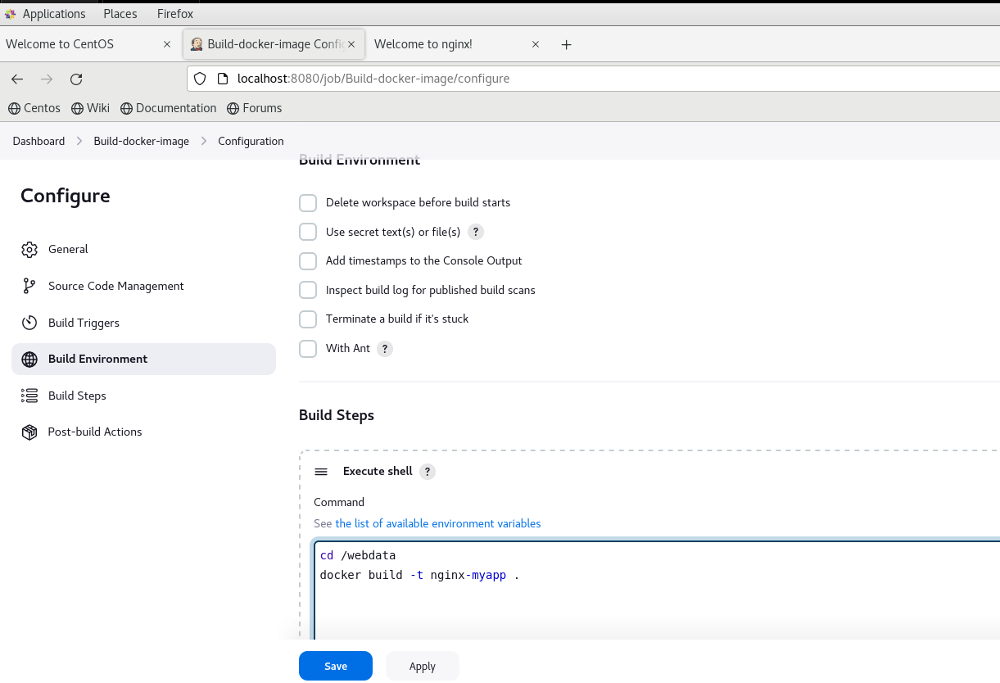 Applications Places Firefox
Welcome to CentOS × Build-docker-image Config × Welcome to nginx! × +
localhost:8080/job/Build-docker-image/configure
Centos Wiki Documentation Forums
Dashboard > Build-docker-image > Configuration
Build Environment
Configure
Delete workspace before build starts
Use secret text(s) or file(s) ?
General
Add timestamps to the Console Output
Source Code Management
Inspect build log for published build scans
Build Triggers
Terminate a build if it's stuck
With Ant ?
Build Environment
Build Steps
Build Steps
Post-build Actions
Execute shell ?
Command
See the list of available environment variables
cd /webdata
docker build -t nginx-myapp .
Save Apply